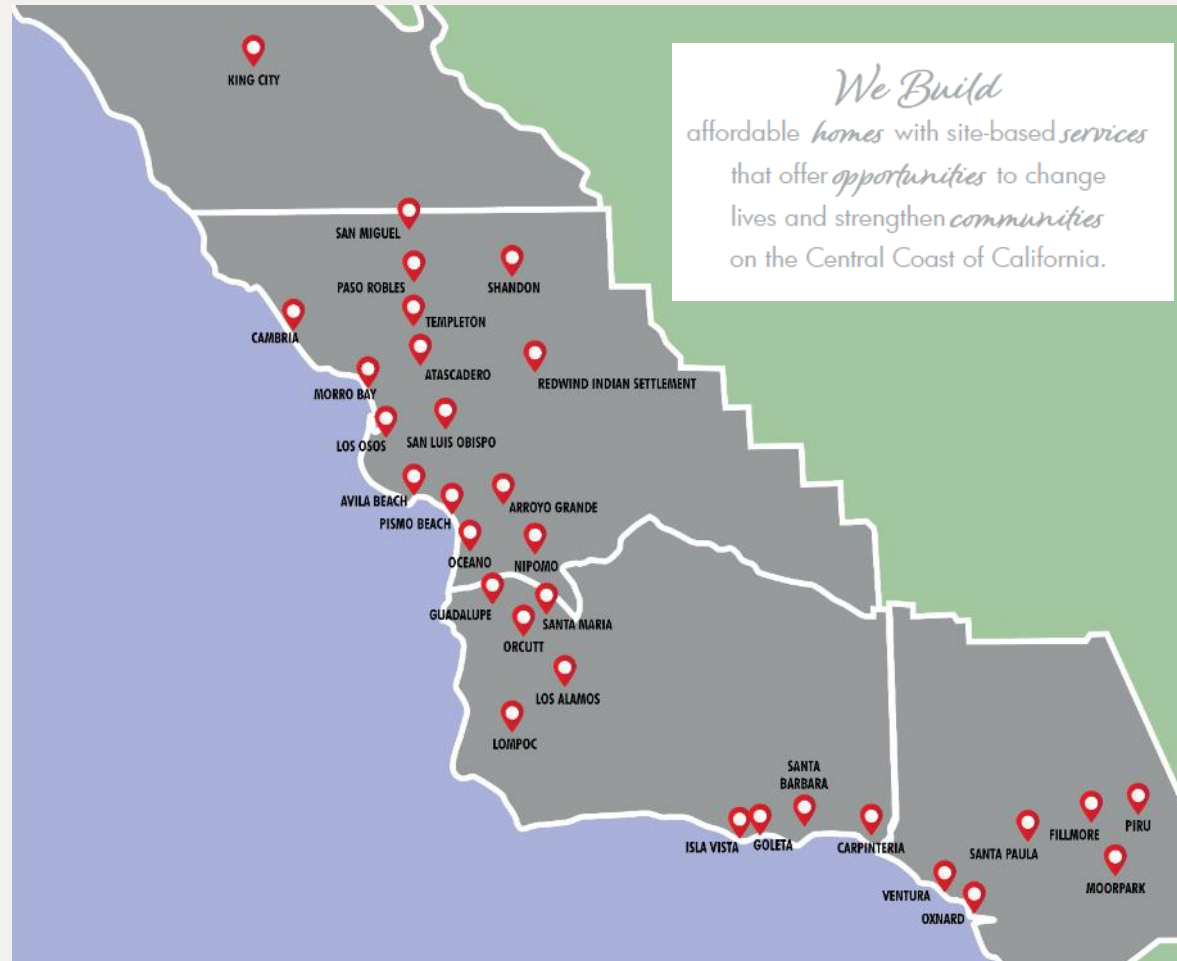 We Build
affordable homes with site-based services
that offer opportunities to change
lives and strengthen communities
on the Central Coast of California.
KING CITY
SAN MIGUEL
PASO ROBLES
SHANDON
TEMPLETON
CAMBRIA
ATASCADERO
REDWIND INDIAN SETTLEMENT
MORRO BAY
LOS OSOS
SAN LUIS OBISPO
AVILA BEACH
ARROYO GRANDE
PISMO BEACH
OCEANO
NIPOMO
GUADALUPE
SANTA MARIA
ORCUTT
LOS ALAMOS
LOMPOC
SANTA
BARBARA
ISLA VISTA
GOLETA
CARPINTERIA
SANTA PAULA
FILLMORE
PIRU
MOORPARK
VENTURA
OXNARD